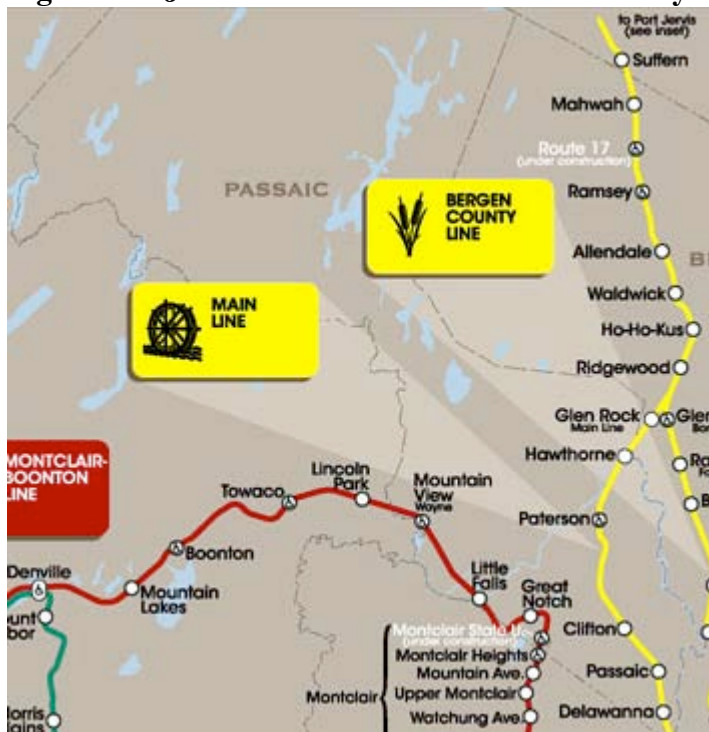 to Port Jervis
(see inset)
Suffern
Mahwah
Route 17
(under construction)
PASSAIC
BERGEN
COUNTY
LINE
Ramsey
Allendale
Waldwick
MAIN
LINE
Ho-Ho-Kus
Ridgewood
Glen Rock
Main Line
Hawthorne
MONTCLAIR-
BOONTON
LINE
Lincoln
Park
Mountain
View
Wayne
Towaco
Paterson
Boonton
Denville
Mountain
Lakes
Little
Falls
Great
Notch
Montclair State U
(under construction)
Clifton
Montclair Heights
Mountain Ave.
Passaic
Montclair
Upper Montclair
Watchung Ave.
Delawanna